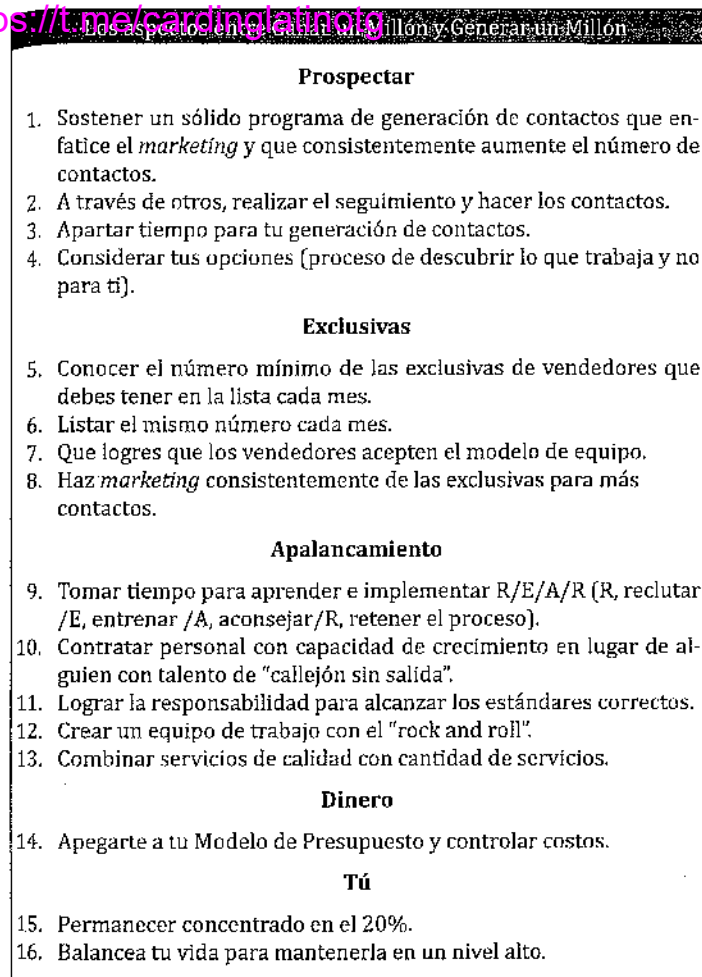 s://t.me/cardinglatinotg
llón y Generar un Millón
Prospectar
1. Sostener un sólido programa de generación de contactos que en-
fatice el marketing y que consistentemente aumente el número de
contactos.
2. A través de otros, realizar el seguimiento y hacer los contactos.
3. Apartar tiempo para tu generación de contactos.
4. Considerar tus opciones (proceso de descubrir lo que trabaja y no
para ti).
Exclusivas
5. Conocer el número mínimo de las exclusivas de vendedores que
debes tener en la lista cada mes.
6. Listar el mismo número cada mes.
7. Que logres que los vendedores acepten el modelo de equipo.
8. Haz marketing consistentemente de las exclusivas para más
contactos.
Apalancamiento
9. Tomar tiempo para aprender e implementar R/E/A/R (R, reclutar
/E, entrenar /A, aconsejar/R, retener el proceso).
10. Contratar personal con capacidad de crecimiento en lugar de al-
guien con talento de "callejón sin salida".
11. Lograr la responsabilidad para alcanzar los estándares correctos.
12. Crear un equipo de trabajo con el "rock and roll".
13. Combinar servicios de calidad con cantidad de servicios.
Dinero
14. Apegarte a tu Modelo de Presupuesto y controlar costos.
Tú
15. Permanecer concentrado en el 20%.
16. Balancea tu vida para mantenerla en un nivel alto.